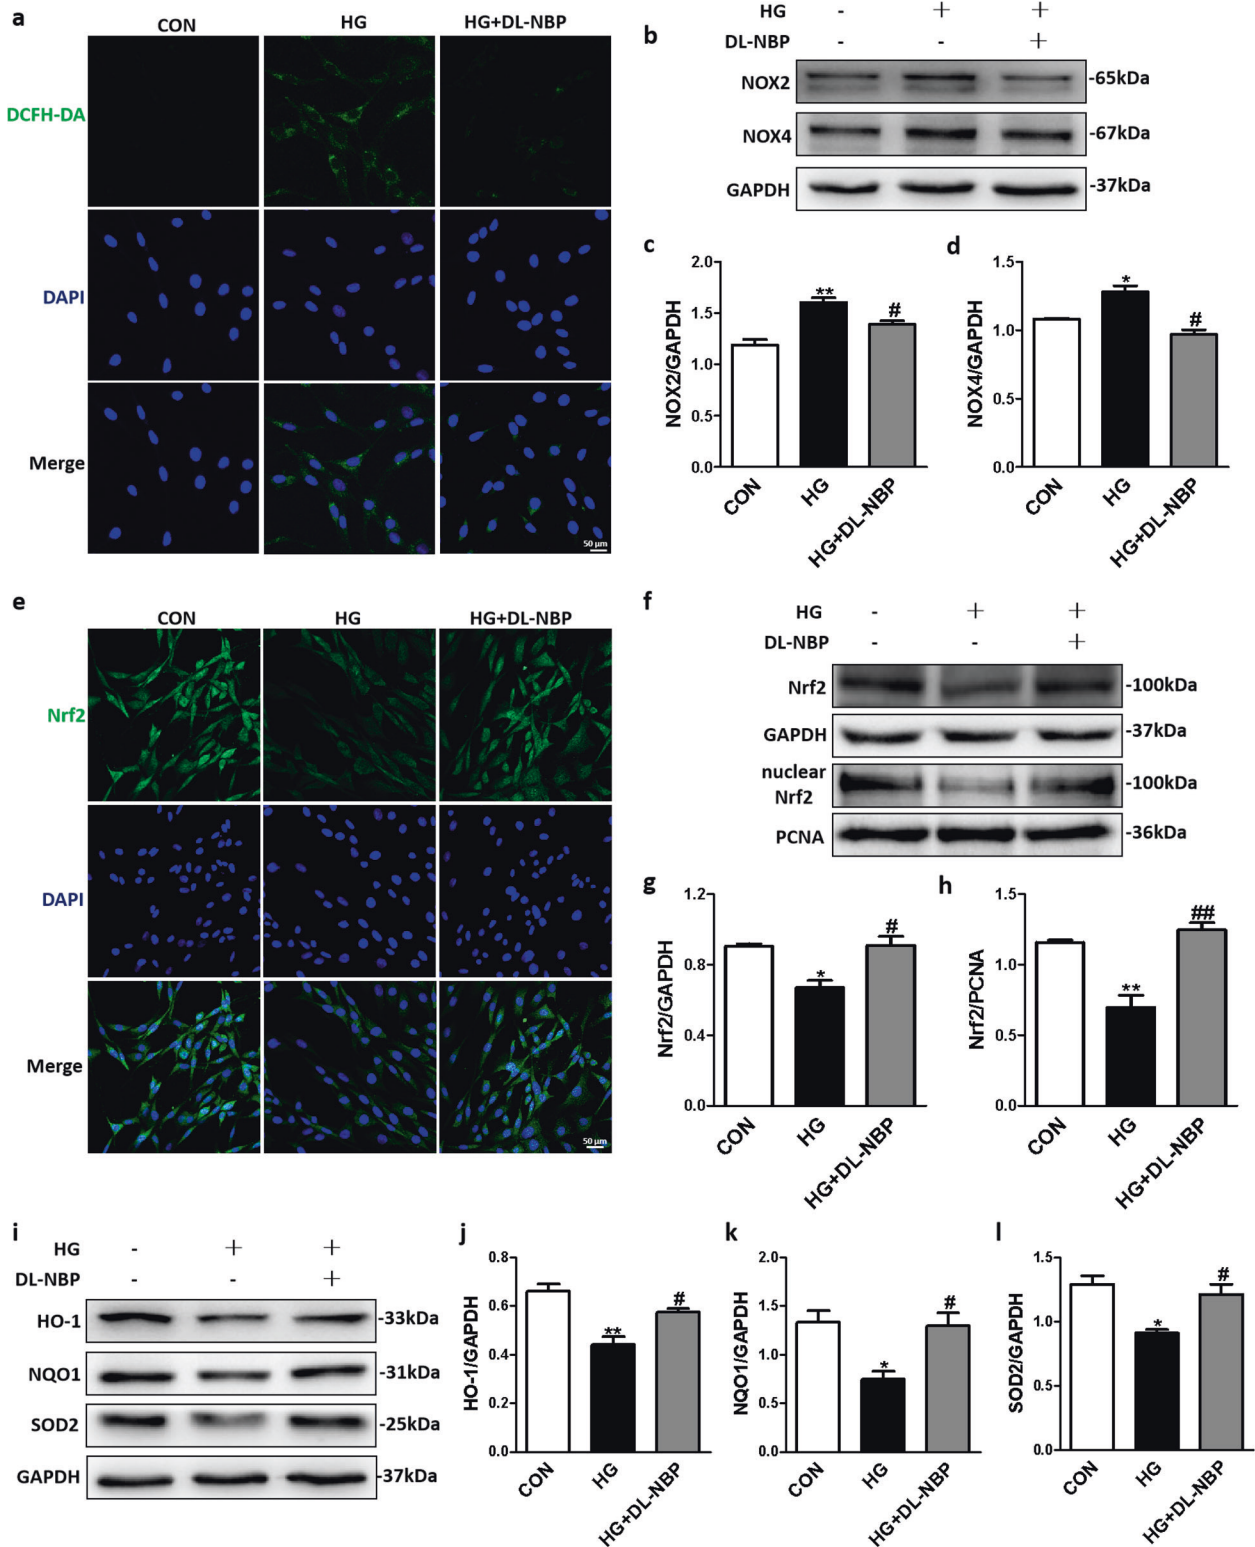 a
CON HG HG+DL-NBP
DCFH-DA
DAPI
Merge
50 µm
b
HG - + +
DL-NBP - - +
NOX2 -65kDa
NOX4 -67kDa
GAPDH -37kDa
c
NOX2/GAPDH
2.0
1.5
1.0
0.5
0.0
**
#
CON HG HG+DL-NBP
d
NOX4/GAPDH
1.5
1.0
0.5
0.0
*
#
CON HG HG+DL-NBP
e
CON HG HG+DL-NBP
Nrf2
DAPI
Merge
50 µm
f
HG - + +
DL-NBP - - +
Nrf2 -100kDa
GAPDH -37kDa
nuclear
Nrf2 -100kDa
PCNA -36kDa
g
Nrf2/GAPDH
1.2
0.8
0.4
0.0
*
#
CON HG HG+DL-NBP
h
Nrf2/PCNA
1.5
1.0
0.5
0.0
**
##
CON HG HG+DL-NBP
i
HG - + +
DL-NBP - - +
HO-1 -33kDa
NQO1 -31kDa
SOD2 -25kDa
GAPDH -37kDa
j
HO-1/GAPDH
0.8
0.6
0.4
0.2
0.0
**
#
CON HG HG+DL-NBP
k
NQO1/GAPDH
2.0
1.5
1.0
0.5
0.0
*
#
CON HG HG+DL-NBP
l
SOD2/GAPDH
1.5
1.0
0.5
0.0
*
#
CON HG HG+DL-NBP